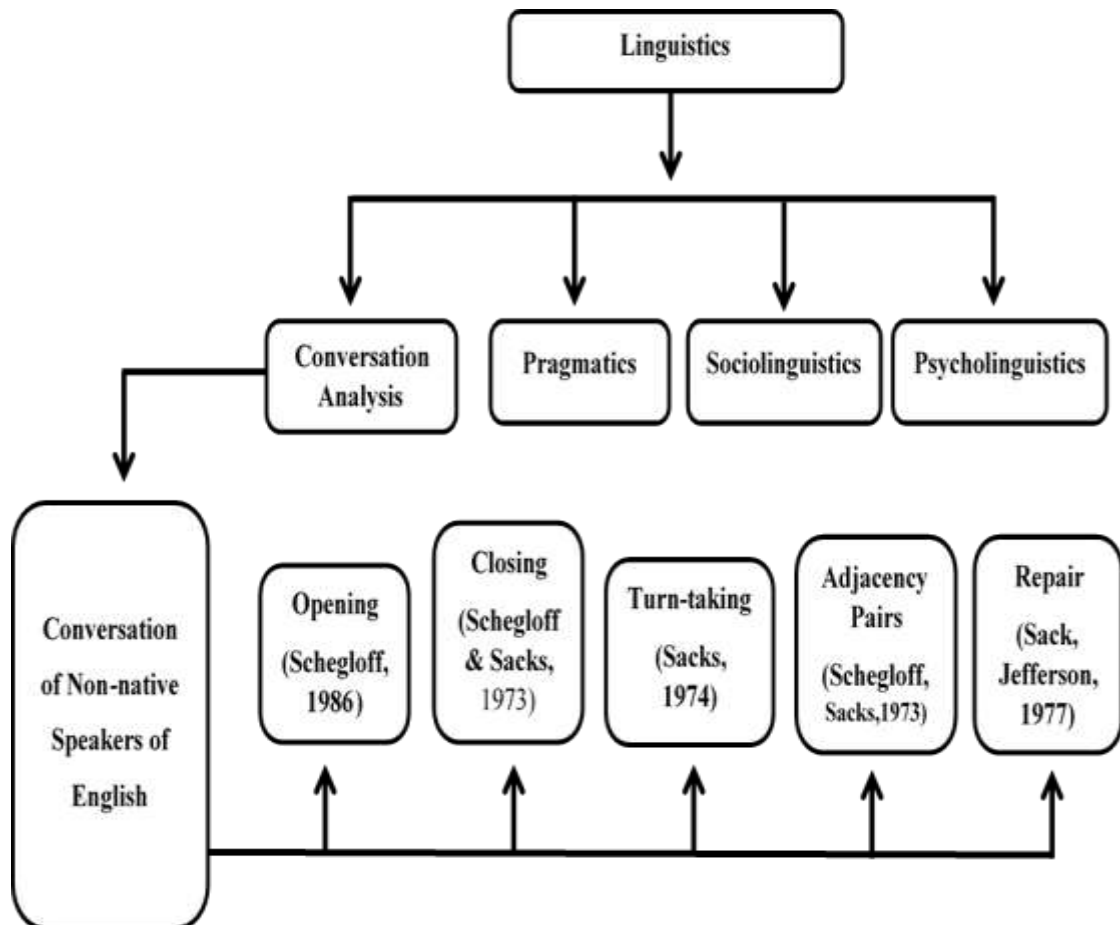 Linguistics
Conversation
Analysis
Pragmatics
Sociolinguistics
Psycholinguistics
Conversation
of Non-native
Speakers of
English
Opening
(Schegloff,
1986)
Closing
(Schegloff
& Sacks,
1973)
Turn-taking
(Sacks,
1974)
Adjacency
Pairs
(Schegloff,
Sacks,1973)
Repair
(Sack,
Jefferson,
1977)